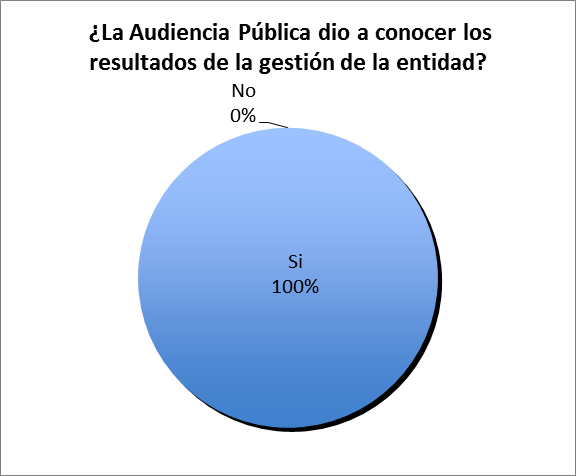 ¿La Audiencia Pública dio a conocer los
resultados de la gestión de la entidad?
No
0%
Si
100%